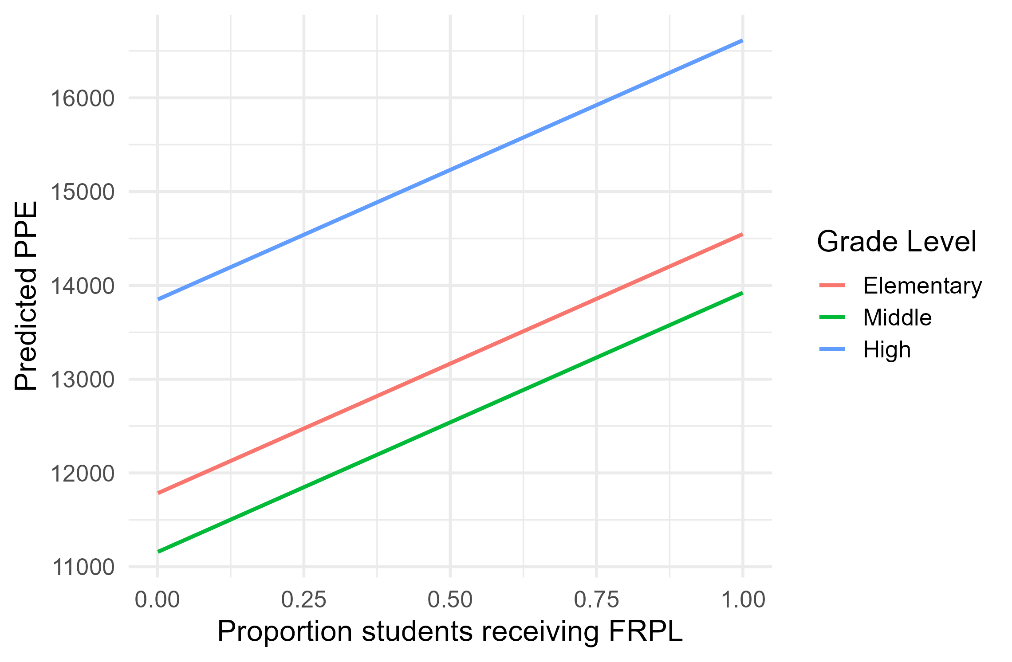 Predicted PPE
16000
15000
14000
13000
12000
11000
0.00 0.25 0.50 0.75 1.00
Proportion students receiving FRPL
Grade Level
Elementary
Middle
High